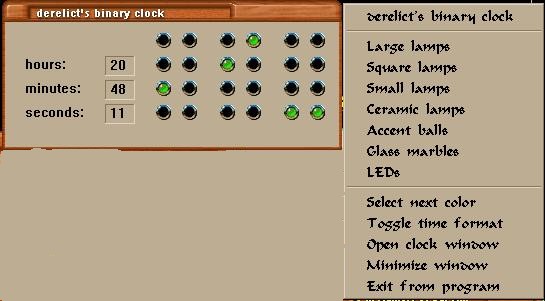 derelict's binary clock
hours: 20
minutes: 48
seconds: 11
derelict's binary clock
Large lamps
Square lamps
Small lamps
Ceramic lamps
Accent balls
Glass marbles
LEDs
Select next color
Toggle time format
Open clock window
Minimize window
Exit from program